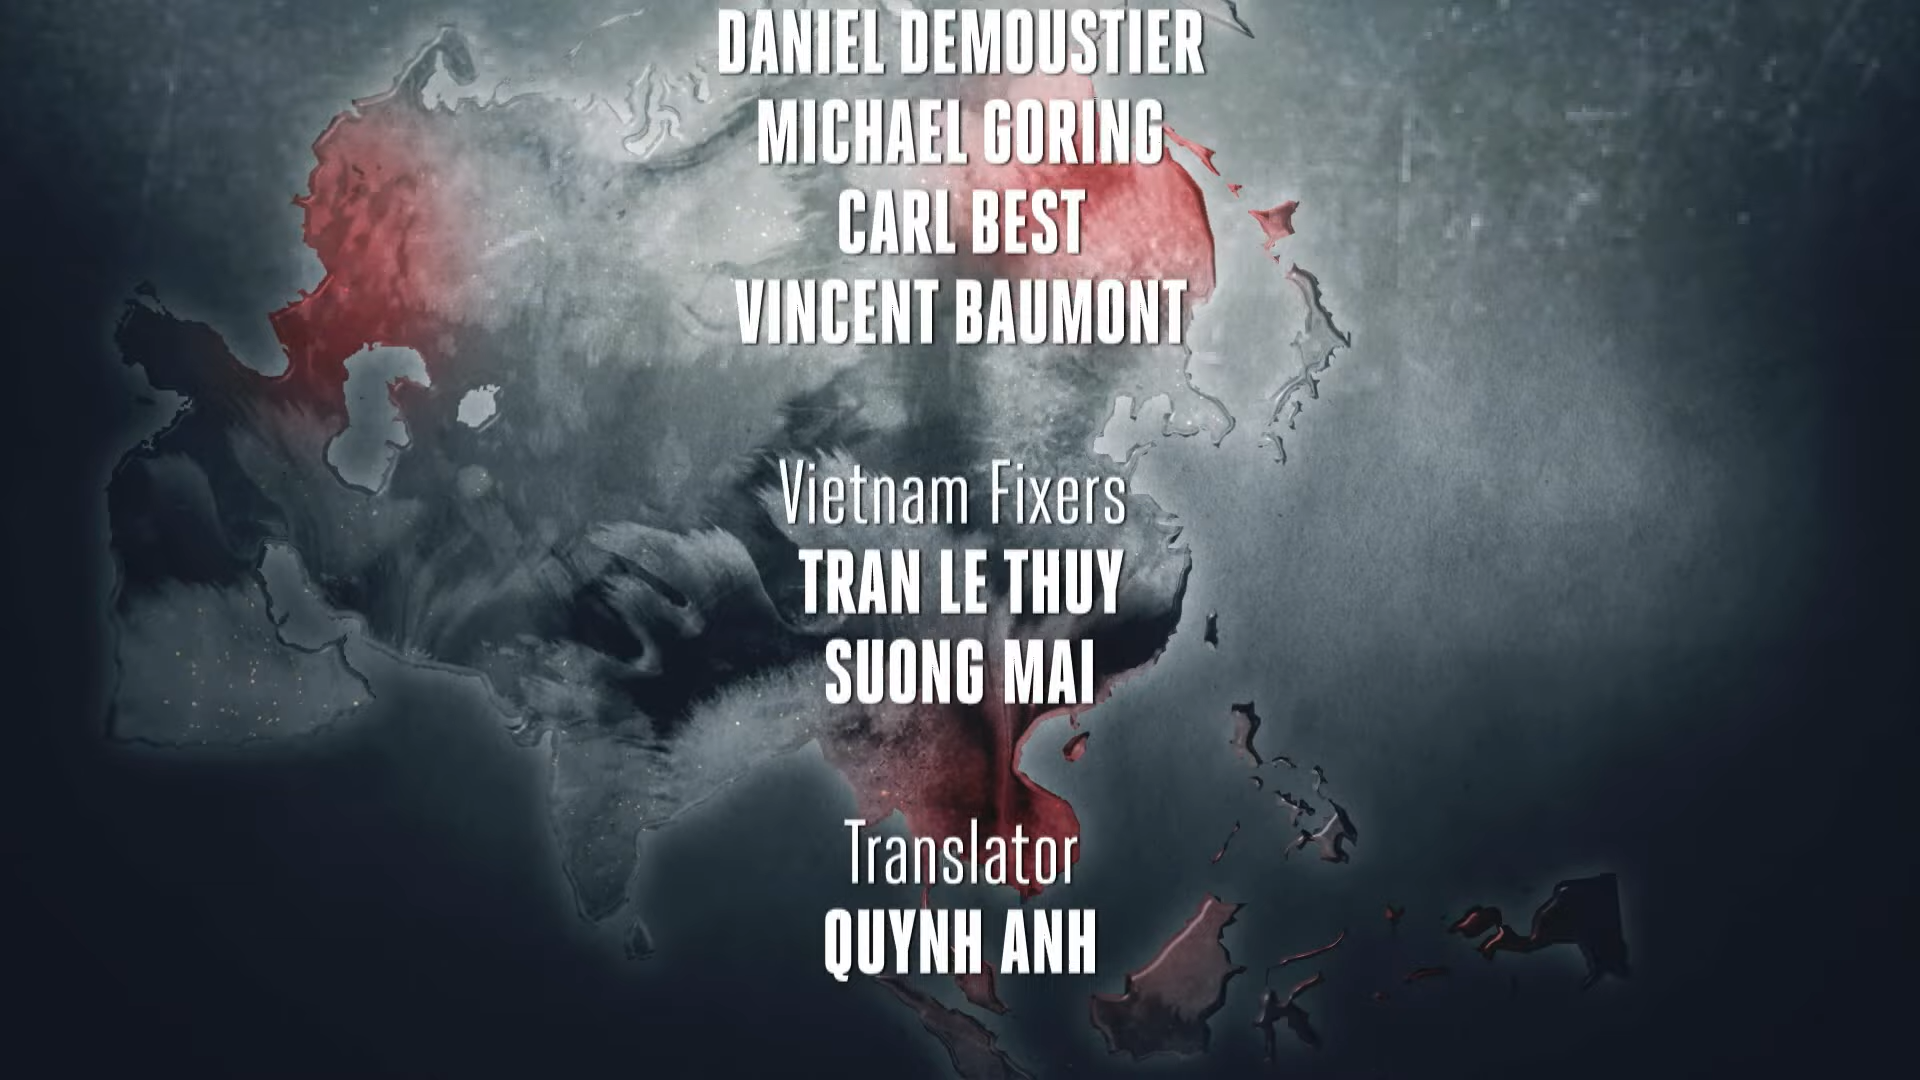 DANIEL DEMOUSTIER
MICHAEL GORING
CARL BEST
VINCENT BAUMONT
Vietnam Fixers
TRAN LE THUY
SUONG MAI
Translator
QUYNH ANH